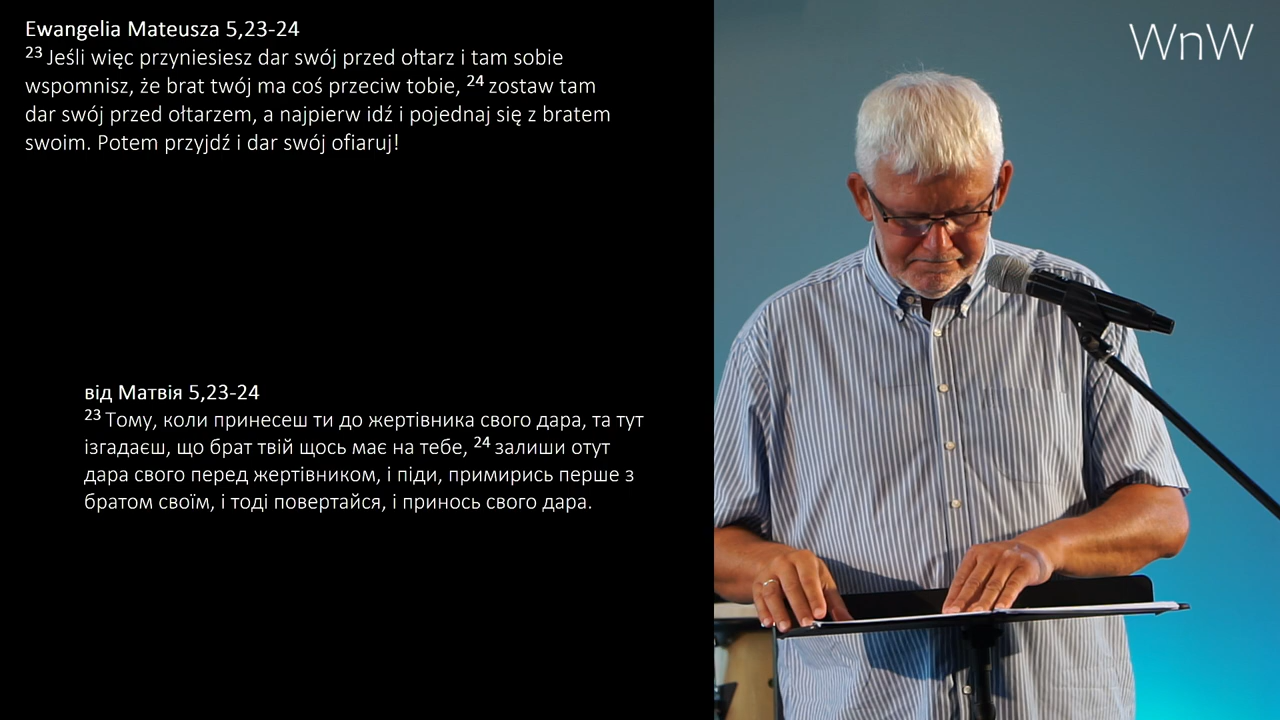 Ewangelia Mateusza 5,23-24
23 Jeśli więc przyniesiesz dar swój przed ołtarz i tam sobie
wspomnisz, że brat twój ma coś przeciw tobie, 24 zostaw tam
dar swój przed ołtarzem, a najpierw idź i pojednaj się z bratem
swoim. Potem przyjdź i dar swój ofiaruj!
WnW
від Матвія 5,23-24
23 Тому, коли принесеш ти до жертівника свого дара, та тут
ізгадаєш, що брат твій щось має на тебе, 24 залиши отут
дара свого перед жертівником, і піди, примирись перше з
братом своїм, і тоді повертайся, і принось свого дара.